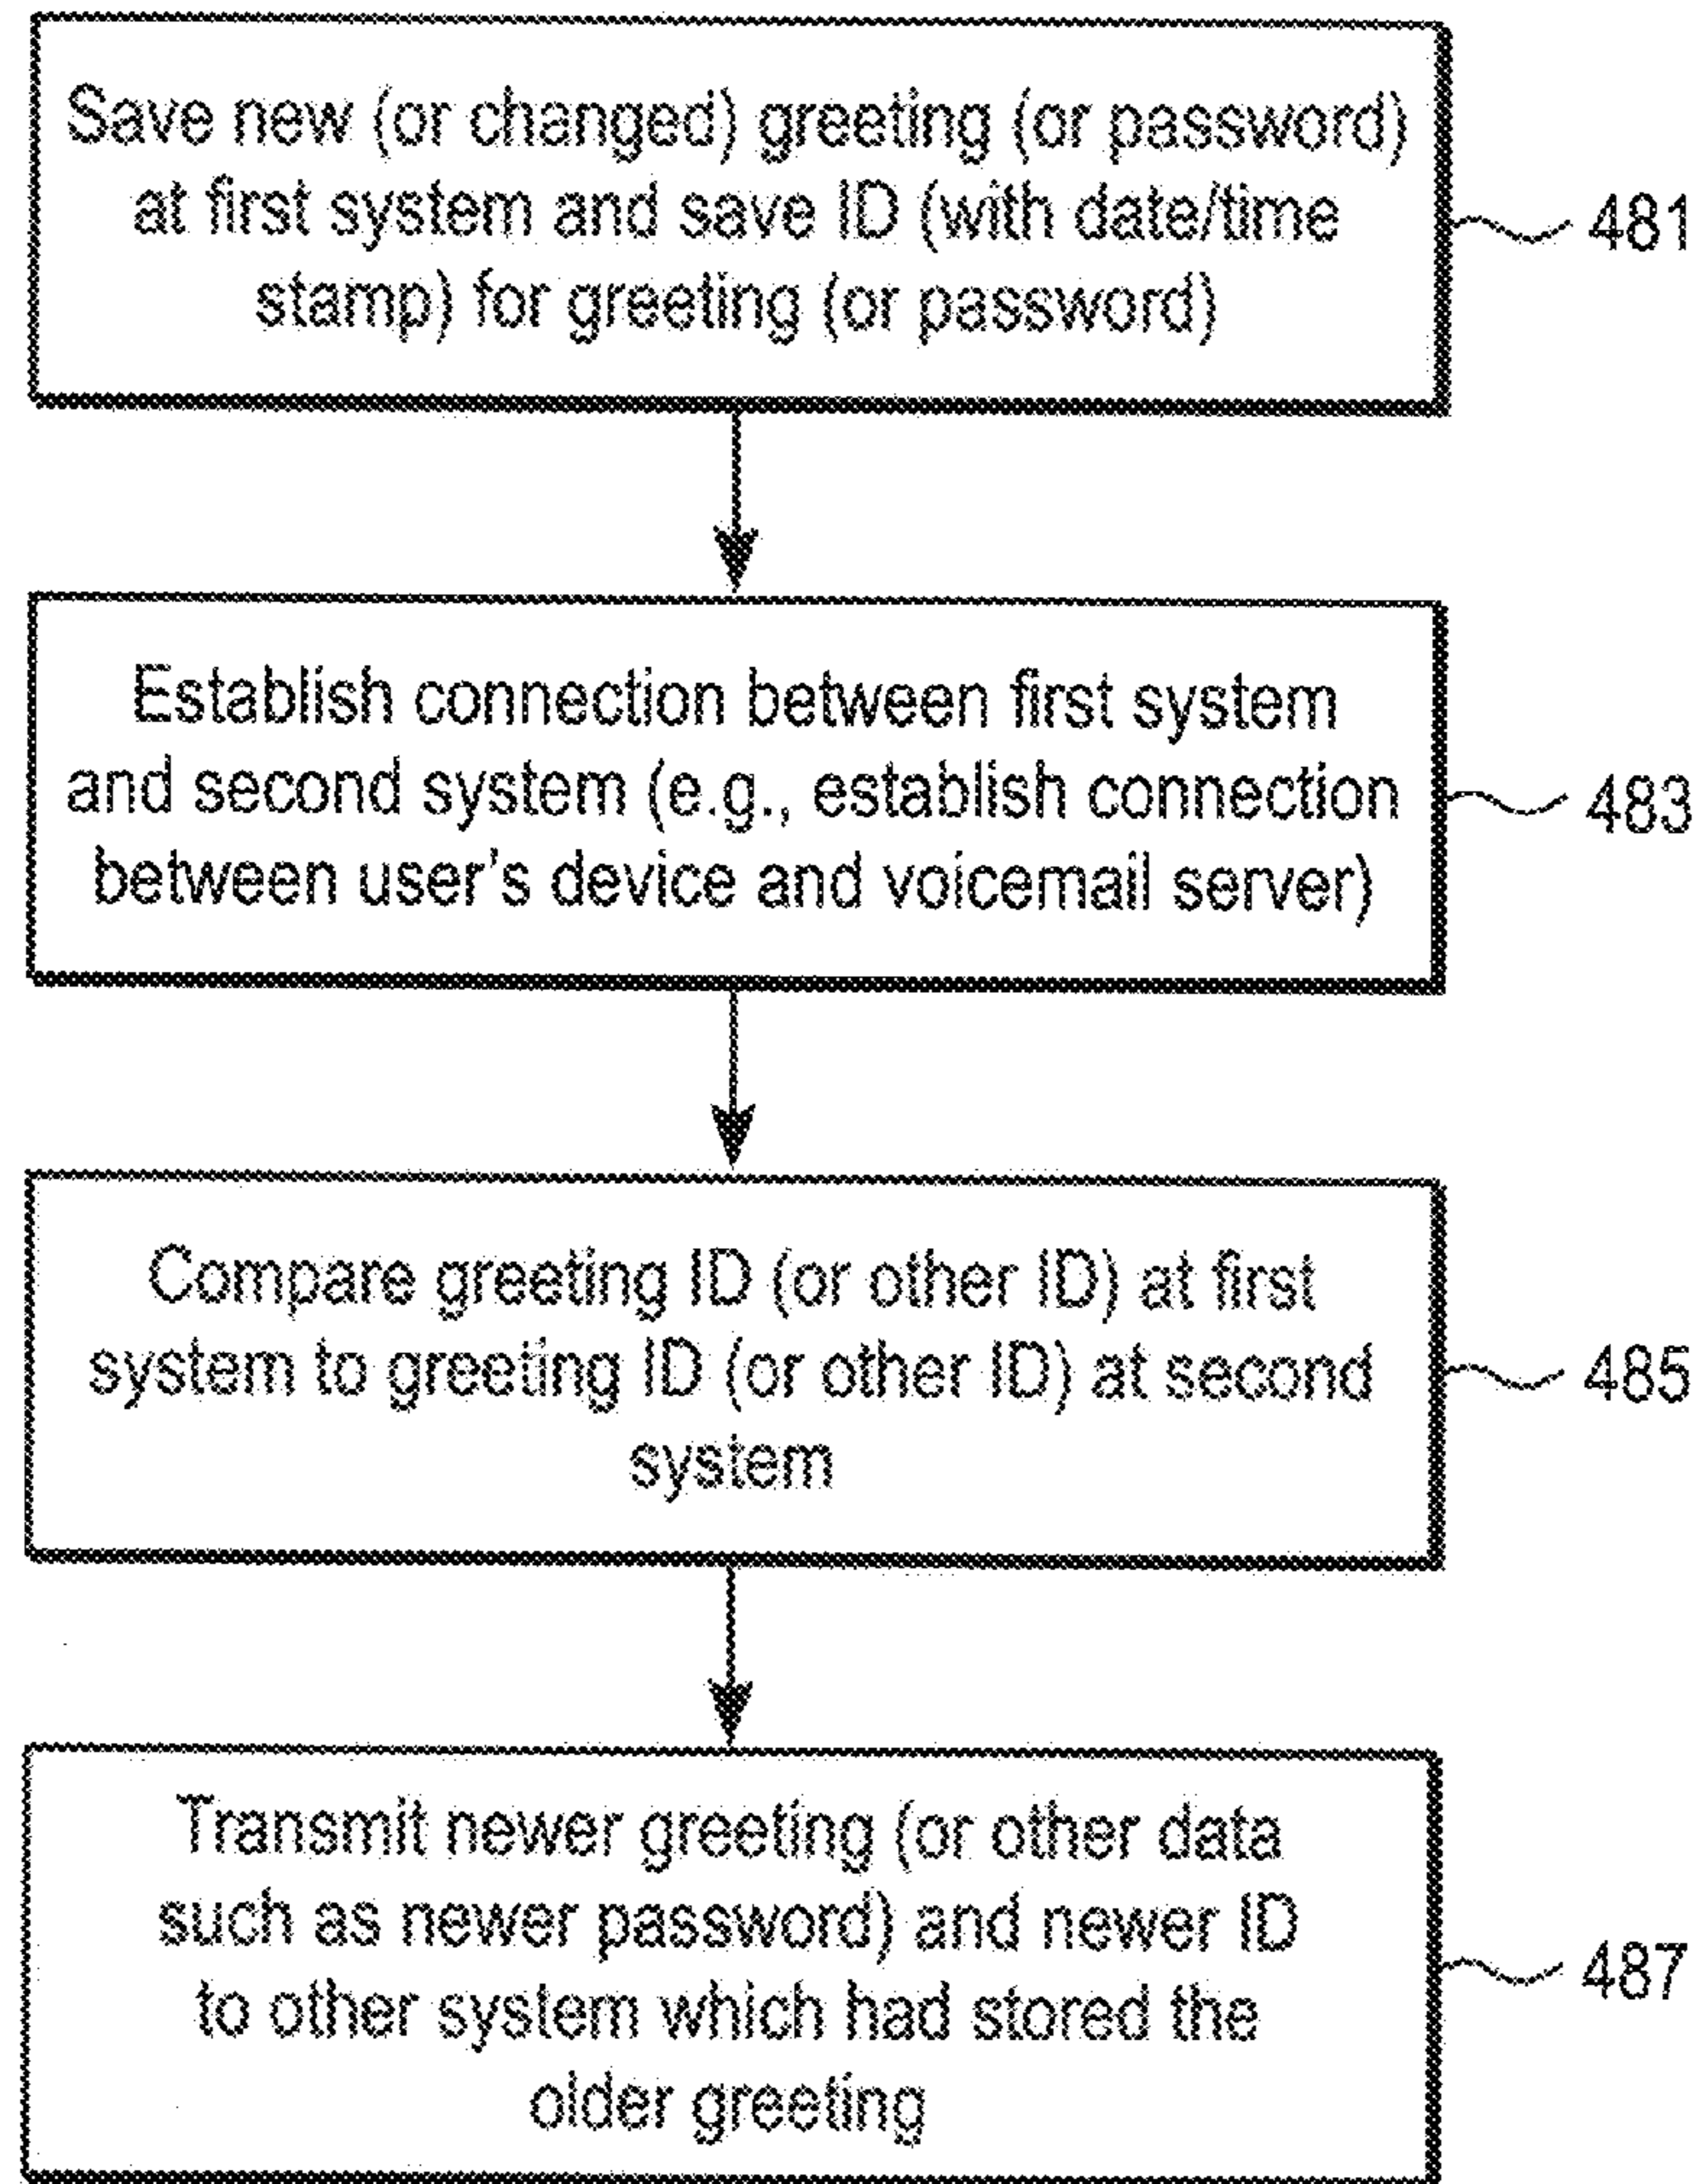 Save new (or changed) greeting (or password)
at first system and save ID (with date/time
stamp) for greeting (or password)
481
Establish connection between first system
and second system (e.g., establish connection
between user's device and voicemail server)
483
Compare greeting ID (or other ID) at first
system to greeting ID (or other ID) at second
system
485
Transmit newer greeting (or other data
such as newer password) and newer ID
to other system which had stored the
older greeting
487